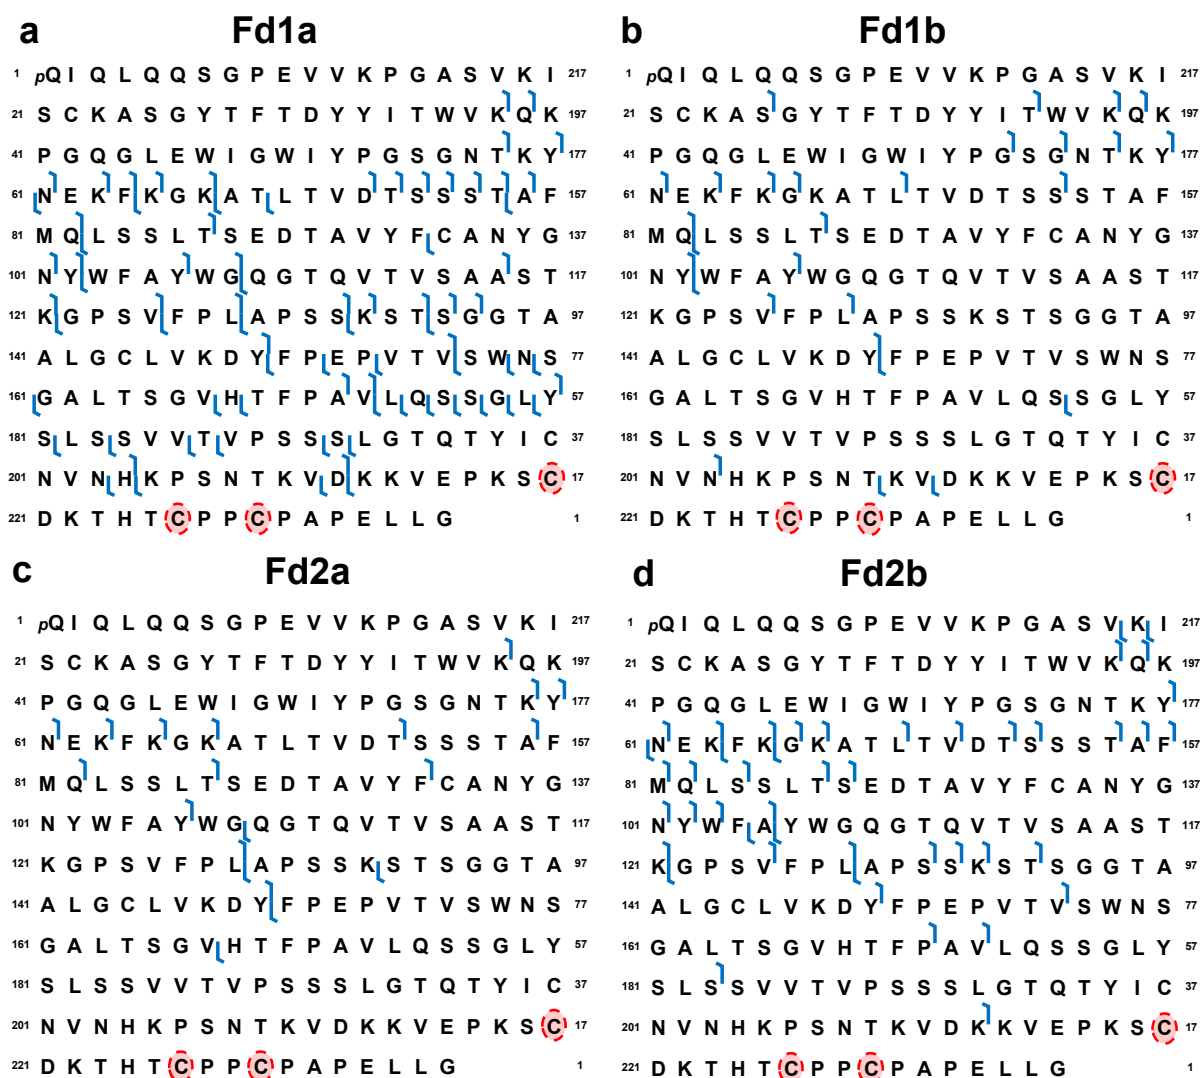 a Fd1a
1 pQ I Q L Q Q S G P E V V K P G A S V K I 217
21 S C K A S G Y T F T D Y Y I T W V K Q K 197
41 P G Q G L E W I G W I Y P G S G N T K Y 177
61 N E K F K G K A T L T V D T S S S T A F 157
81 M Q L S S L T S E D T A V Y F C A N Y G 137
101 N Y W F A Y W G Q G T Q V T V S A A S T 117
121 K G P S V F P L A P S S K S T S G G T A 97
141 A L G C L V K D Y F P E P V T V S W N S 77
161 G A L T S G V H T F P A V L Q S S G L Y 57
181 S L S S V V T V P S S S L G T Q T Y I C 37
201 N V N H K P S N T K V D K K V E P K S C 17
221 D K T H T C P P C P A P E L L G 1
b Fd1b
1 pQ I Q L Q Q S G P E V V K P G A S V K I 217
21 S C K A S G Y T F T D Y Y I T W V K Q K 197
41 P G Q G L E W I G W I Y P G S G N T K Y 177
61 N E K F K G K A T L T V D T S S S T A F 157
81 M Q L S S L T S E D T A V Y F C A N Y G 137
101 N Y W F A Y W G Q G T Q V T V S A A S T 117
121 K G P S V F P L A P S S K S T S G G T A 97
141 A L G C L V K D Y F P E P V T V S W N S 77
161 G A L T S G V H T F P A V L Q S S G L Y 57
181 S L S S V V T V P S S S L G T Q T Y I C 37
201 N V N H K P S N T K V D K K V E P K S C 17
221 D K T H T C P P C P A P E L L G 1
c Fd2a
1 pQ I Q L Q Q S G P E V V K P G A S V K I 217
21 S C K A S G Y T F T D Y Y I T W V K Q K 197
41 P G Q G L E W I G W I Y P G S G N T K Y 177
61 N E K F K G K A T L T V D T S S S T A F 157
81 M Q L S S L T S E D T A V Y F C A N Y G 137
101 N Y W F A Y W G Q G T Q V T V S A A S T 117
121 K G P S V F P L A P S S K S T S G G T A 97
141 A L G C L V K D Y F P E P V T V S W N S 77
161 G A L T S G V H T F P A V L Q S S G L Y 57
181 S L S S V V T V P S S S L G T Q T Y I C 37
201 N V N H K P S N T K V D K K V E P K S C 17
221 D K T H T C P P C P A P E L L G 1
d Fd2b
1 pQ I Q L Q Q S G P E V V K P G A S V K I 217
21 S C K A S G Y T F T D Y Y I T W V K Q K 197
41 P G Q G L E W I G W I Y P G S G N T K Y 177
61 N E K F K G K A T L T V D T S S S T A F 157
81 M Q L S S L T S E D T A V Y F C A N Y G 137
101 N Y W F A Y W G Q G T Q V T V S A A S T 117
121 K G P S V F P L A P S S K S T S G G T A 97
141 A L G C L V K D Y F P E P V T V S W N S 77
161 G A L T S G V H T F P A V L Q S S G L Y 57
181 S L S S V V T V P S S S L G T Q T Y I C 37
201 N V N H K P S N T K V D K K V E P K S C 17
221 D K T H T C P P C P A P E L L G 1